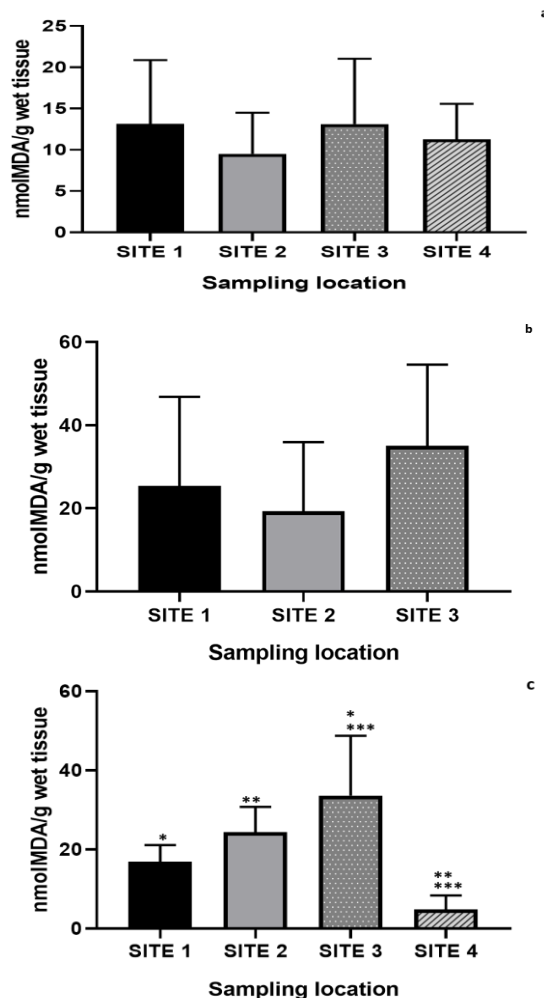 a
25
20
15
10
5
0
nmolMDA/g wet tissue
SITE 1 SITE 2 SITE 3 SITE 4
Sampling location
b
60
40
20
0
nmolMDA/g wet tissue
SITE 1 SITE 2 SITE 3
Sampling location
c
60
40
20
0
nmolMDA/g wet tissue
*
**
*
***
**
***
SITE 1 SITE 2 SITE 3 SITE 4
Sampling location